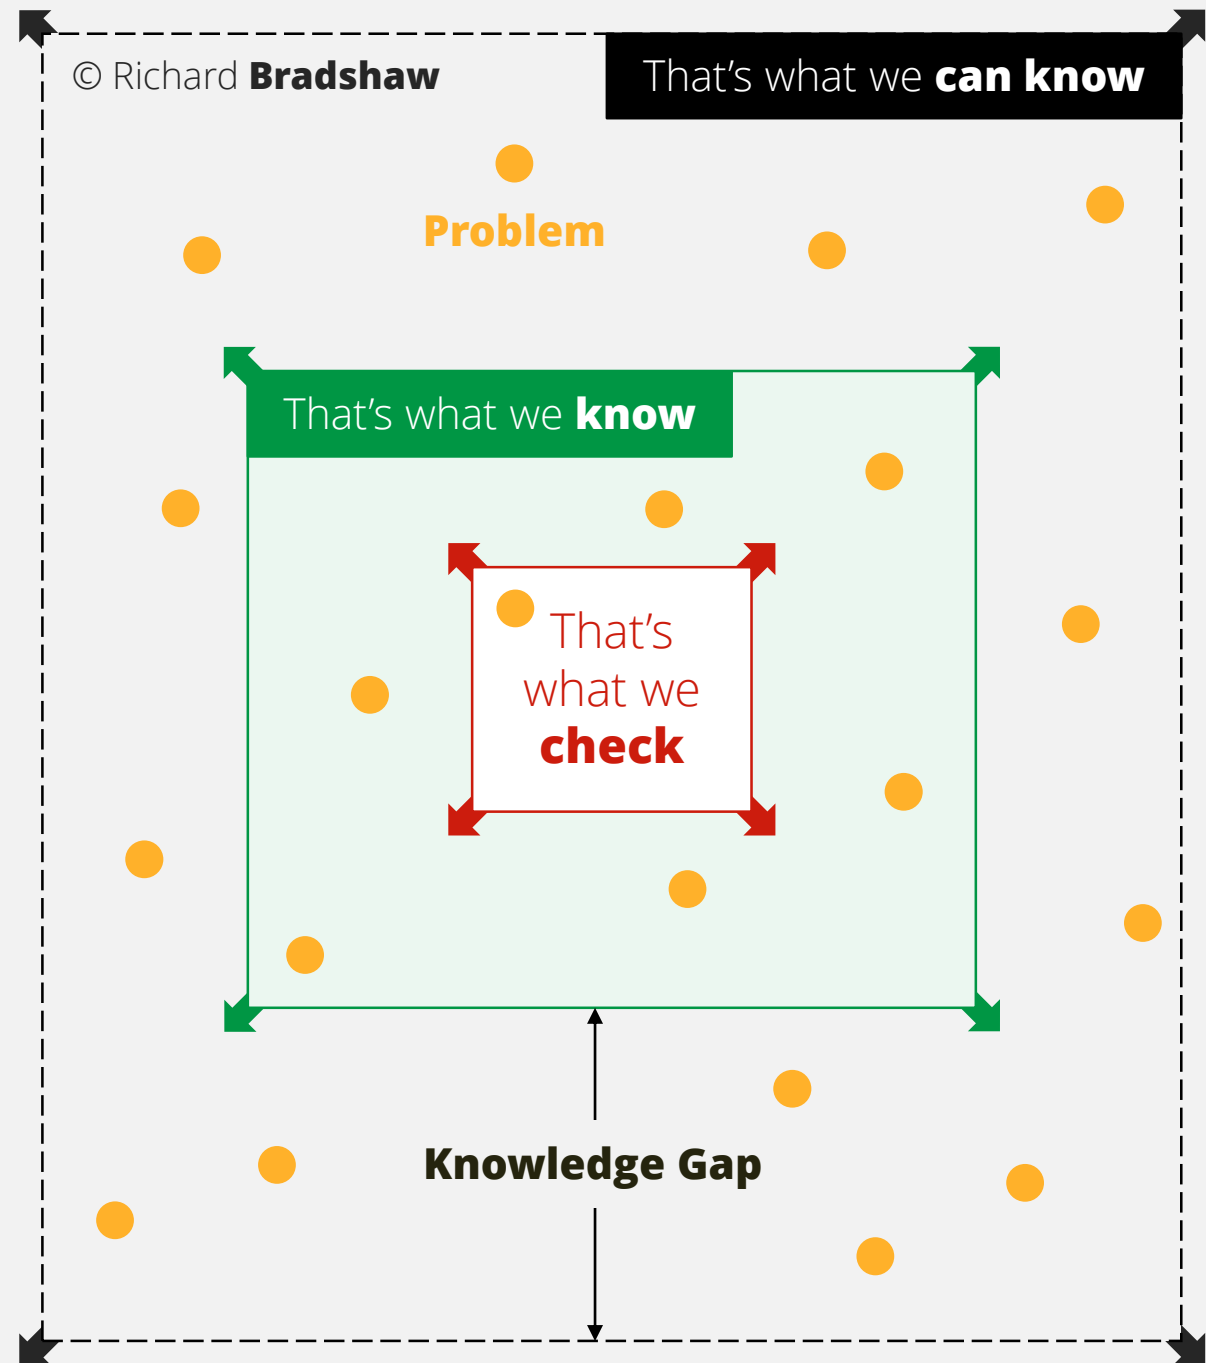 © Richard Bradshaw
That’s what we can know
Problem
That’s what we know
That’s
what we
check
Knowledge Gap